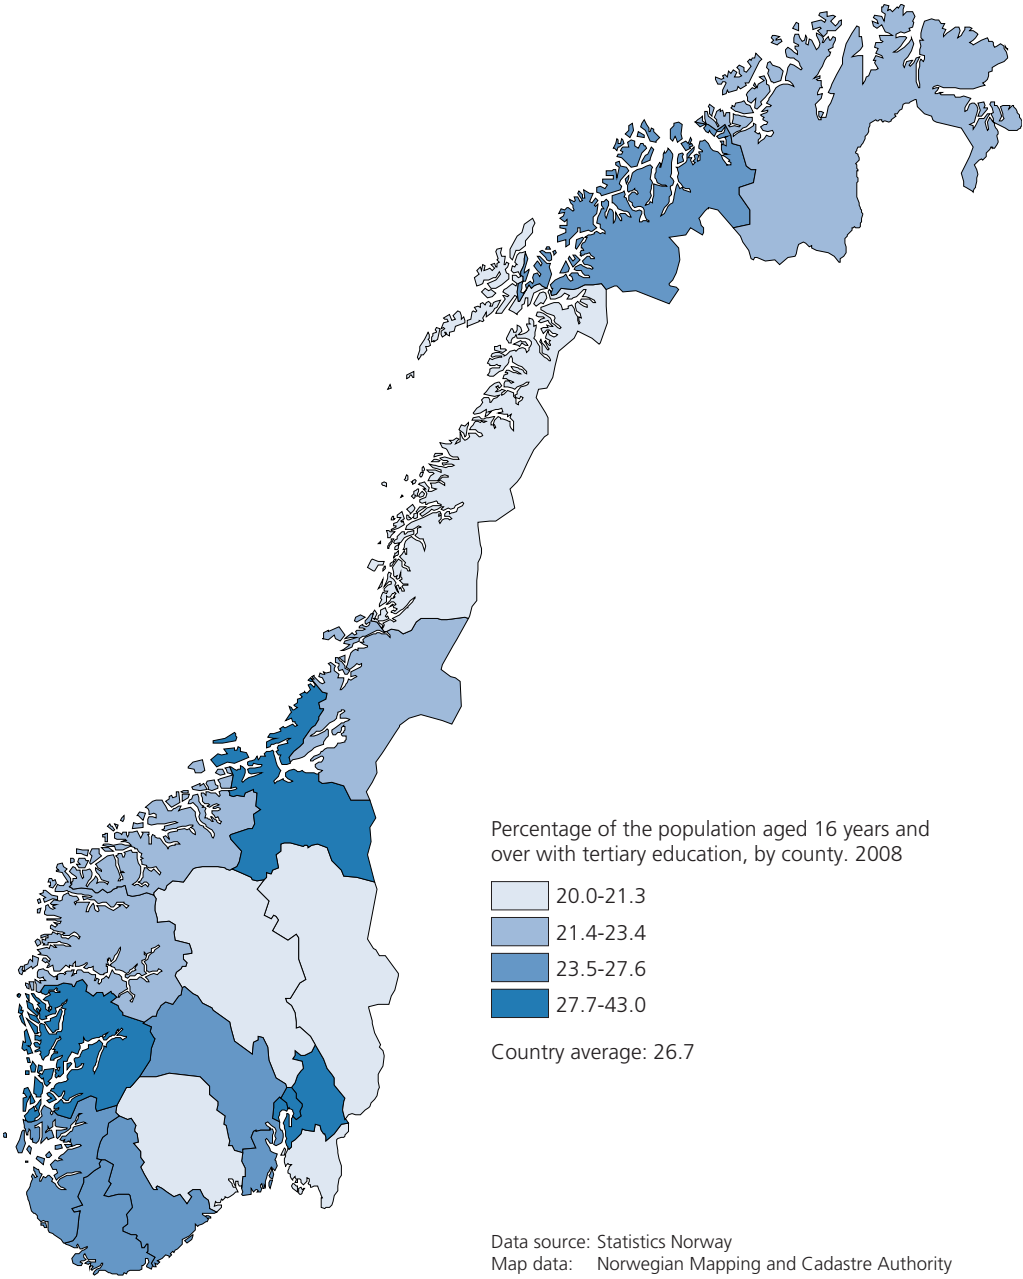 Percentage of the population aged 16 years and
over with tertiary education, by county. 2008
20.0-21.3
21.4-23.4
23.5-27.6
27.7-43.0
Country average: 26.7
Data source: Statistics Norway
Map data: Norwegian Mapping and Cadastre Authority